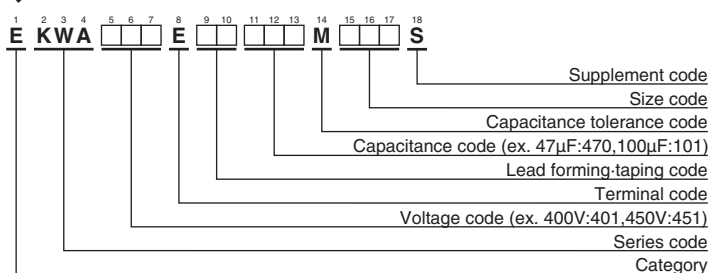 1 2 3 4 5 6 7 8 9 10 11 12 13 14 15 16 17 18
E KWA E M S
Supplement code
Size code
Capacitance tolerance code
Capacitance code (ex. 47μF:470,100μF:101)
Lead forming·taping code
Terminal code
Voltage code (ex. 400V:401,450V:451)
Series code
Category